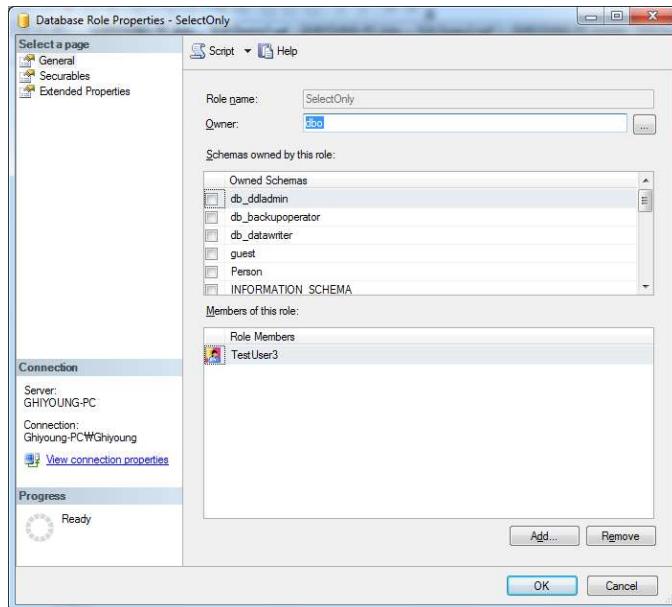 Database Role Properties - SelectOnly
Select a page
General
Securables
Extended Properties
Script
Help
Role name:
SelectOnly
Owner:
dbo
...
Schemas owned by this role:
Owned Schemas
db_ddladmin
db_backupoperator
db_datawriter
guest
Person
INFORMATION_SCHEMA
Members of this role:
Role Members
TestUser3
Connection
Server:
GHIYOUNG-PC
Connection:
Ghiyoung-PC₩Ghiyoung
View connection properties
Progress
Ready
Add...
Remove
OK
Cancel